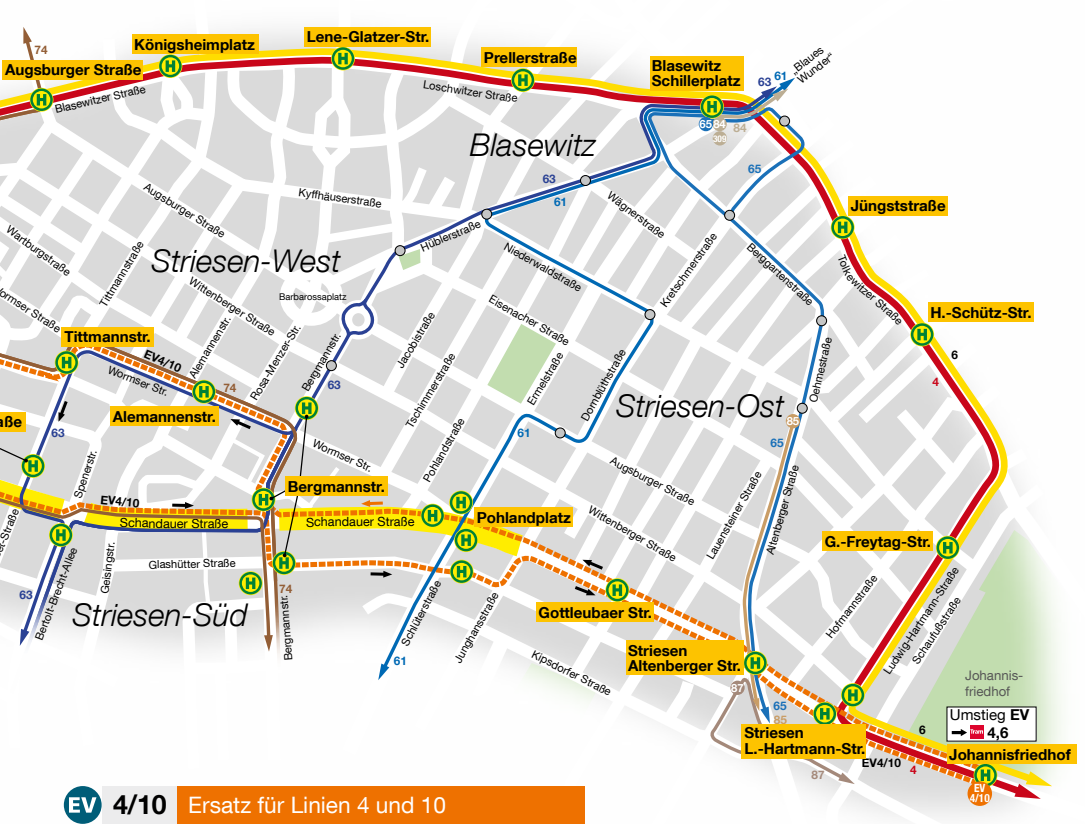 74
Königsheimplatz
Lene-Glatzer-Str.
Prellerstraße
Augsburger Straße
Blasewitzer Straße
Loschwitzer Straße
Blasewitz
Schillerplatz
63
61
„Blaues
Wunder“
65
84
309
84
Blasewitz
65
63
61
Augsburger Straße
Kyffhäuserstraße
Wägnerstraße
Jüngststraße
Wartburgstraße
Tittmannstraße
Striesen-West
Hüblerstraße
Niederwaldstraße
Kretschmerstraße
Berggartenstraße
Tolkewitzer Straße
Wittenberger Straße
Barbarossaplatz
Eisenacher Straße
H.-Schütz-Str.
6
4
Wormser Straße
Tittmannstr.
EV4/10
Alemannenstr.
Rosa-Menzer-Str.
Bergmannstr.
Jacobistraße
Tschimmerstraße
Ermelstraße
Dornblüthstraße
Oehmestraße
63
Wormser Str.
74
Alemannenstr.
Striesen-Ost
aße
63
61
85
65
Spenerstr.
Wormser Str.
Pohlandstraße
Augsburger Straße
Lauensteiner Straße
Altenberger Straße
Bergmannstr.
EV4/10
Schandauer Straße
Schandauer Straße
Pohlandplatz
Wittenberger Straße
G.-Freytag-Str.
et-Straße
Geisingstr.
Glashütter Straße
63
Bertolt-Brecht-Allee
Striesen-Süd
74
Bergmannstr.
Schlüterstraße
61
Junghansstraße
Gottleubaer Str.
Hofmannstraße
Ludwig-Hartmann-Straße
Schaufußstraße
Kipsdorfer Straße
Striesen
Altenberger Str.
87
65
85
Johannis-
friedhof
Umstieg EV
Tram 4,6
Striesen
L.-Hartmann-Str.
6
EV4/10
4
87
Johannisfriedhof
EV
4/10
EV 4/10 Ersatz für Linien 4 und 10